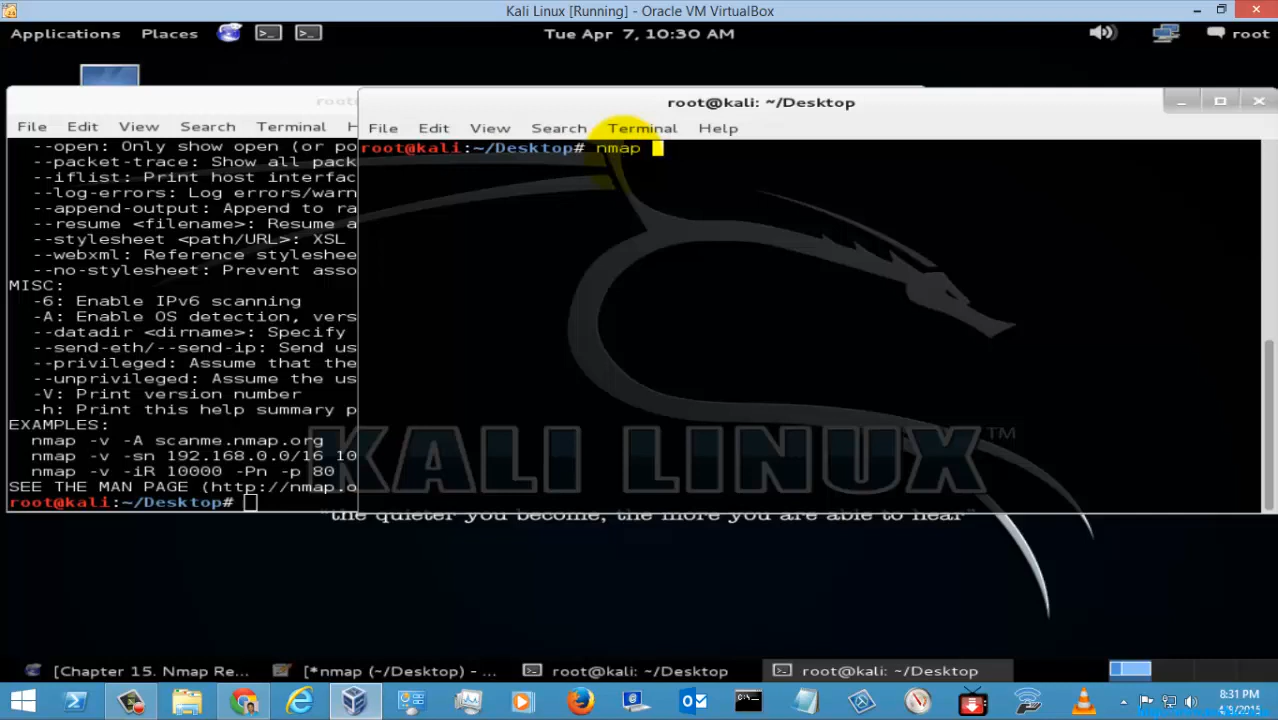 Kali Linux [Running] - Oracle VM VirtualBox
Applications Places Tue Apr 7, 10:30 AM root
root@kali: ~/Desktop
File Edit View Search Terminal H
--open: Only show open (or po
--packet-trace: Show all pack
--iflist: Print host interfac
--log-errors: Log errors/warn
--append-output: Append to ra
--resume <filename>: Resume a
--stylesheet <path/URL>: XSL
--webxml: Reference styleshee
--no-stylesheet: Prevent asso
MISC:
-6: Enable IPv6 scanning
-A: Enable OS detection, vers
--datadir <dirname>: Specify
--send-eth/--send-ip: Send us
--privileged: Assume that the
--unprivileged: Assume the us
-V: Print version number
-h: Print this help summary p
EXAMPLES:
nmap -v -A scanme.nmap.org
nmap -v -sn 192.168.0.0/16 10
nmap -v -iR 10000 -Pn -p 80
SEE THE MAN PAGE (http://nmap.o
root@kali:~/Desktop#
File Edit View Search Terminal Help
root@kali:~/Desktop# nmap
KALI LINUX™
"the quieter you become, the more you are able to hear"
[Chapter 15. Nmap Re... [*nmap (~/Desktop) - ... root@kali: ~/Desktop root@kali: ~/Desktop
8:31 PM